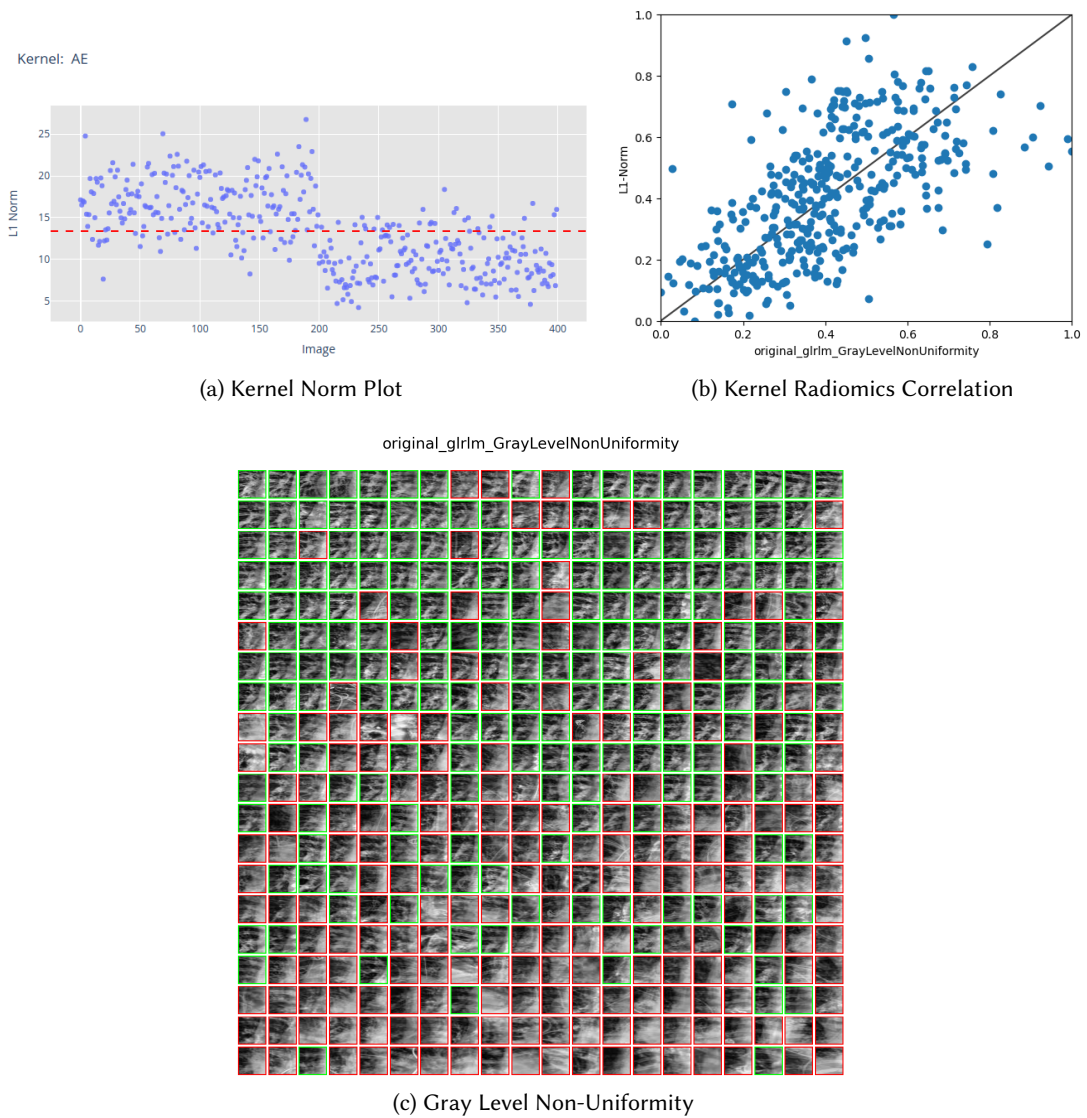 Kernel: AE
25
20
15
10
5
L1 Norm
0
50
100
150
200
250
300
350
400
Image
(a) Kernel Norm Plot
1.0
0.8
0.6
0.4
0.2
0.0
L1-Norm
0.0
0.2
0.4
0.6
0.8
1.0
original_glrlm_GrayLevelNonUniformity
(b) Kernel Radiomics Correlation
original_glrlm_GrayLevelNonUniformity
(c) Gray Level Non-Uniformity